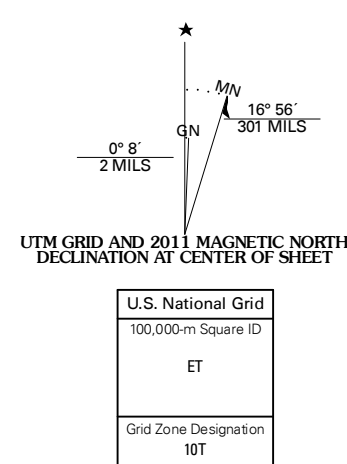 MN
16° 56´
301 MILS
GN
0° 8´
2 MILS
UTM GRID AND 2011 MAGNETIC NORTH
DECLINATION AT CENTER OF SHEET
U.S. National Grid
100,000-m Square ID
ET
Grid Zone Designation
10T